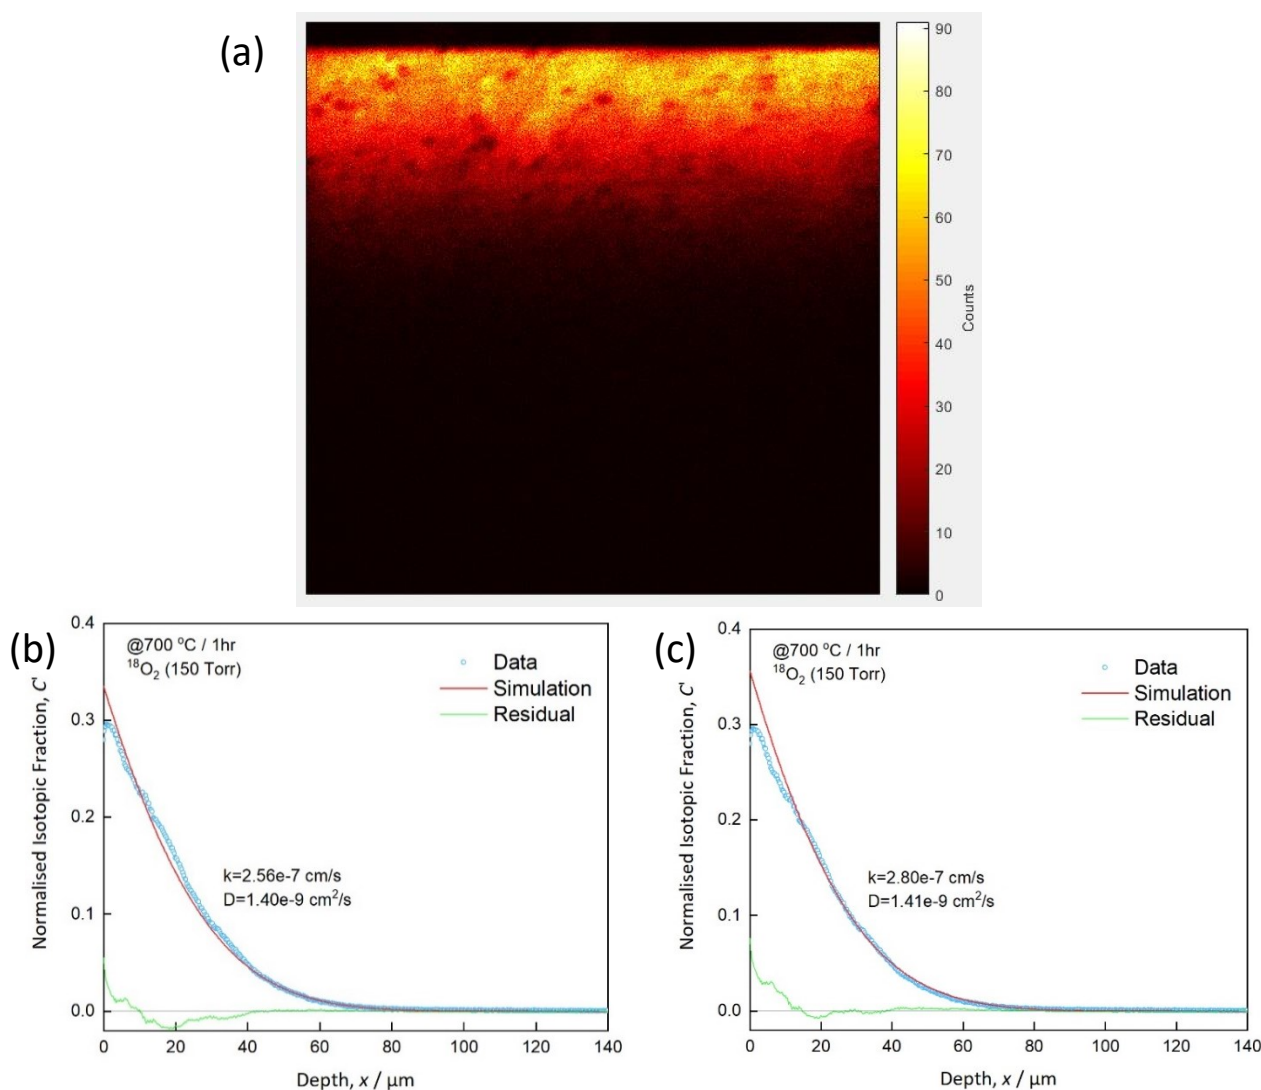 (a)
90
80
70
60
50
40
30
20
10
0
Counts
(b)
0.4
0.3
0.2
0.1
0.0
Normalised Isotopic Fraction, C'
@700 °C / 1hr
¹⁸O₂ (150 Torr)
Data
Simulation
Residual
k=2.56e-7 cm/s
D=1.40e-9 cm²/s
0 20 40 60 80 100 120 140
Depth, x / µm
(c)
0.4
0.3
0.2
0.1
0.0
Normalised Isotopic Fraction, C'
@700 °C / 1hr
¹⁸O₂ (150 Torr)
Data
Simulation
Residual
k=2.80e-7 cm/s
D=1.41e-9 cm²/s
0 20 40 60 80 100 120 140
Depth, x / µm